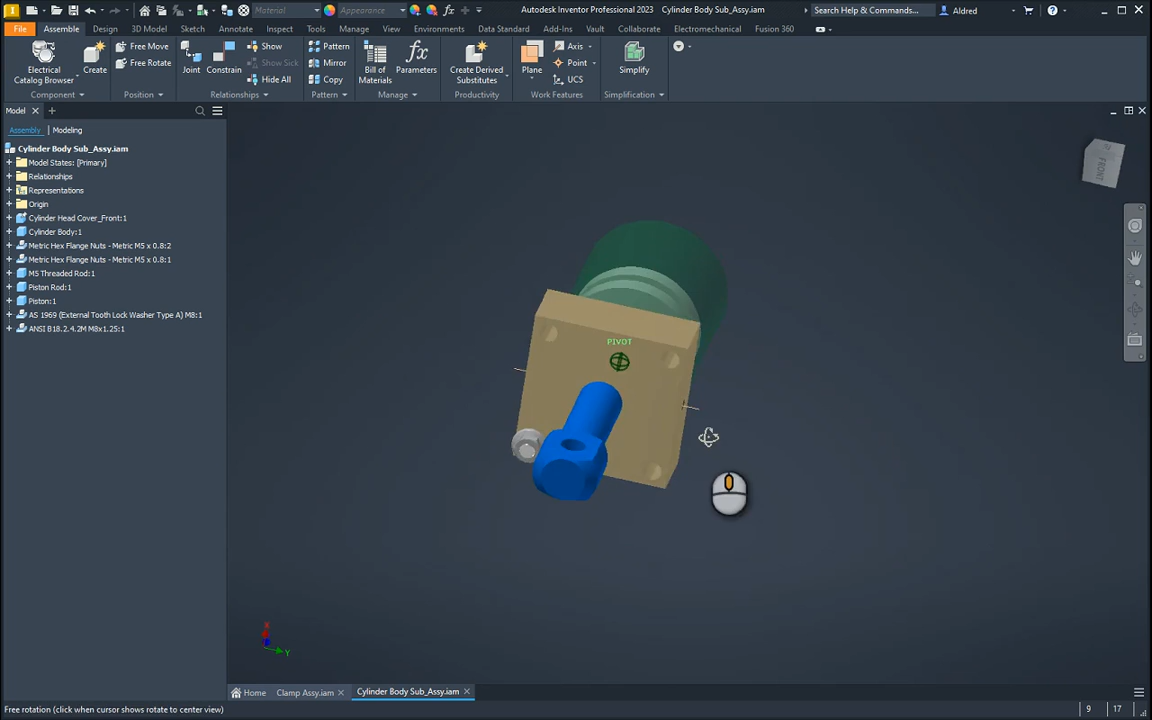 Material
Appearance
Autodesk Inventor Professional 2023 Cylinder Body Sub_Assy.iam
Search Help & Commands...
Aldred
File Assemble Design 3D Model Sketch Annotate Inspect Tools Manage View Environments Data Standard Add-Ins Vault Collaborate Electromechanical Fusion 360
Electrical
Catalog Browser
Create
Component
Free Move
Free Rotate
Position
Joint
Constrain
Show
Show Sick
Hide All
Relationships
Pattern
Mirror
Copy
Pattern
Bill of
Materials
Parameters
Manage
Create Derived
Substitutes
Productivity
Plane
Axis
Point
UCS
Work Features
Simplify
Simplification
Model
Assembly Modeling
Cylinder Body Sub_Assy.iam
Model States: [Primary]
Relationships
Representations
Origin
Cylinder Head Cover_Front:1
Cylinder Body:1
Metric Hex Flange Nuts - Metric M5 x 0.8:2
Metric Hex Flange Nuts - Metric M5 x 0.8:1
M5 Threaded Rod:1
Piston Rod:1
Piston:1
AS 1969 (External Tooth Lock Washer Type A) M8:1
ANSI B18.2.4.2M M8x1.25:1
PIVOT
FRONT
X
Y
Home Clamp Assy.iam Cylinder Body Sub_Assy.iam
Free rotation (click when cursor shows rotate to center view)
9 17